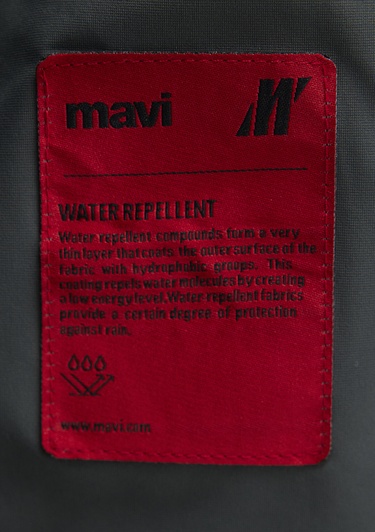 mavi M
WATER REPELLENT
Water repellent compounds form a very
thin layer that coats the outer surface of the
fabric with hydrophobic groups. This
coating repels water molecules by creating
a low energy level.Water repellent fabrics
provide a certain degree of protection
against rain.
www.mavi.com